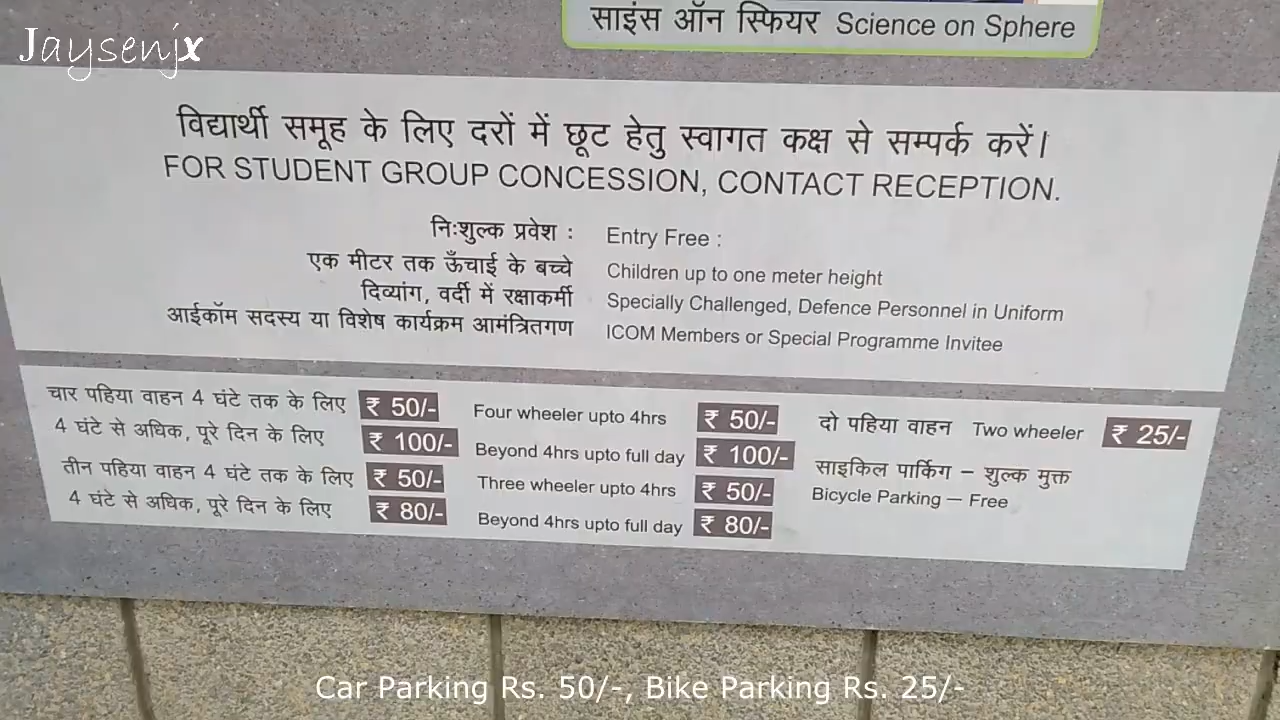 Jaysenjx
साइंस ऑन स्फियर Science on Sphere
विद्यार्थी समूह के लिए दरों में छूट हेतु स्वागत कक्ष से सम्पर्क करें।
FOR STUDENT GROUP CONCESSION, CONTACT RECEPTION.
निःशुल्क प्रवेश : Entry Free :
एक मीटर तक ऊँचाई के बच्चे Children up to one meter height
दिव्यांग, वर्दी में रक्षाकर्मी Specially Challenged, Defence Personnel in Uniform
आईकॉम सदस्य या विशेष कार्यक्रम आमंत्रितगण ICOM Members or Special Programme Invitee
चार पहिया वाहन 4 घंटे तक के लिए ₹ 50/- Four wheeler upto 4hrs ₹ 50/- दो पहिया वाहन Two wheeler ₹ 25/-
4 घंटे से अधिक, पूरे दिन के लिए ₹ 100/- Beyond 4hrs upto full day ₹ 100/- साइकिल पार्किंग – शुल्क मुक्त
तीन पहिया वाहन 4 घंटे तक के लिए ₹ 50/- Three wheeler upto 4hrs ₹ 50/- Bicycle Parking – Free
4 घंटे से अधिक, पूरे दिन के लिए ₹ 80/- Beyond 4hrs upto full day ₹ 80/-
Car Parking Rs. 50/-, Bike Parking Rs. 25/-